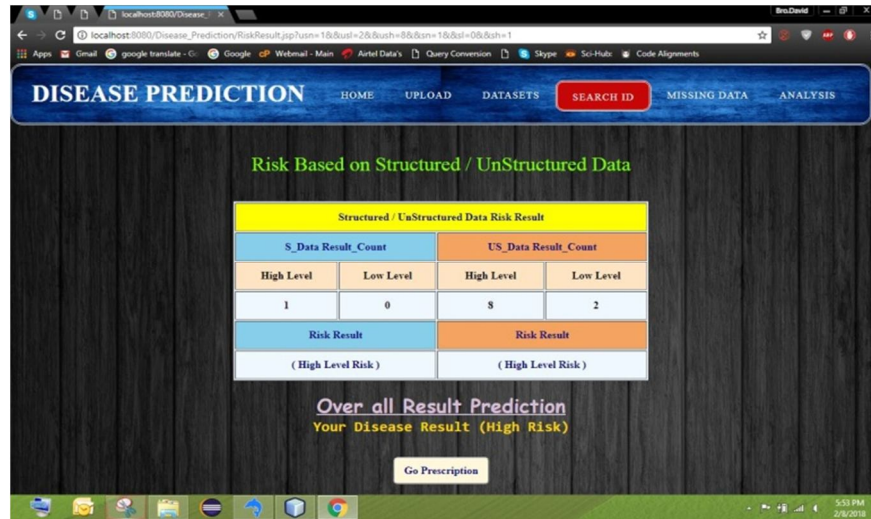 Bro.David
localhost:8080/Disease_
localhost:8080/Disease_Prediction/RiskResult.jsp?usn=1&&usl=2&&ush=8&&sn=1&&sl=0&&sh=1
Apps Gmail google translate - Go Google Webmail - Main Airtel Data's Query Conversion Skype Sci-Hub: Code Alignments
DISEASE PREDICTION HOME UPLOAD DATASETS SEARCH ID MISSING DATA ANALYSIS
Risk Based on Structured / UnStructured Data
Structured / UnStructured Data Risk Result
S_Data Result_Count US_Data Result_Count
High Level Low Level High Level Low Level
1 0 8 2
Risk Result Risk Result
( High Level Risk ) ( High Level Risk )
Over all Result Prediction
Your Disease Result (High Risk)
Go Prescription
5:53 PM
2/8/2018